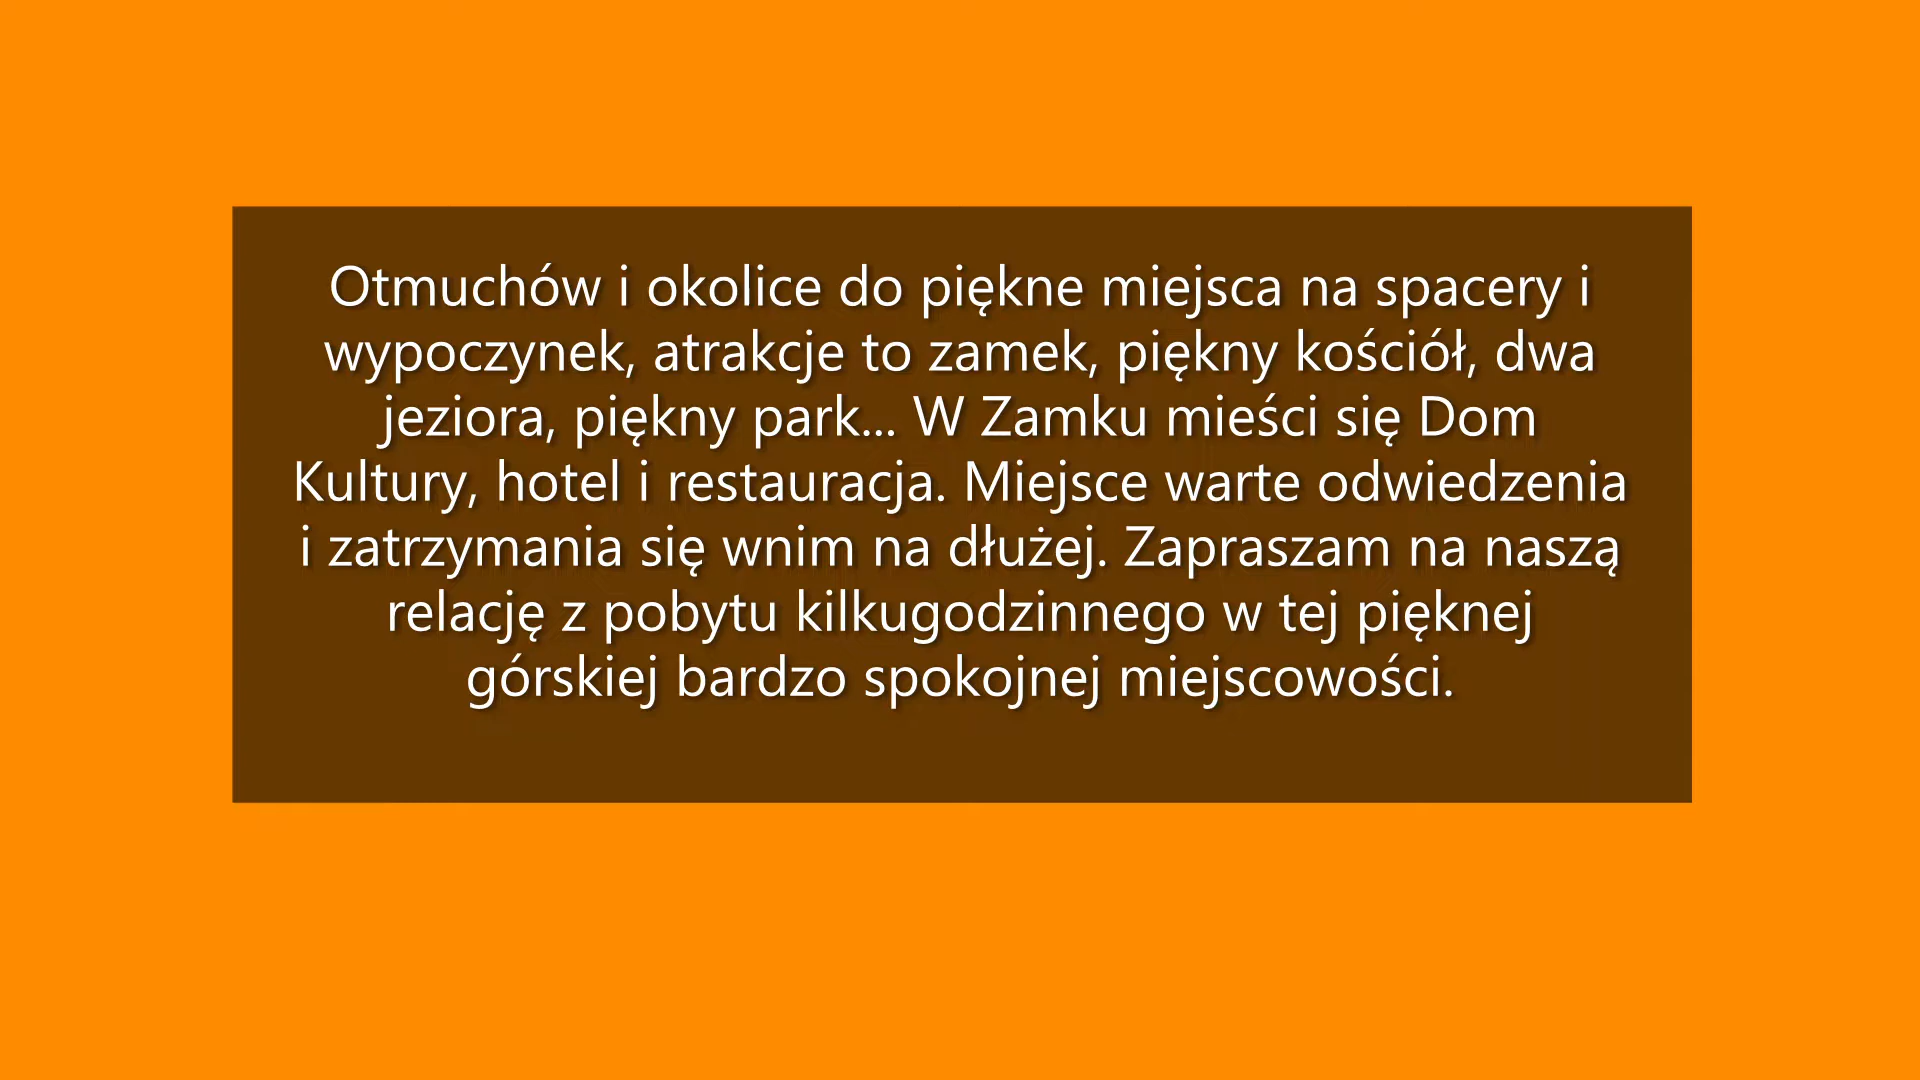 Otmuchów i okolice do piękne miejsca na spacery i
wypoczynek, atrakcje to zamek, piękny kościół, dwa
jeziora, piękny park... W Zamku mieści się Dom
Kultury, hotel i restauracja. Miejsce warte odwiedzenia
i zatrzymania się wnim na dłużej. Zapraszam na naszą
relację z pobytu kilkugodzinnego w tej pięknej
górskiej bardzo spokojnej miejscowości.